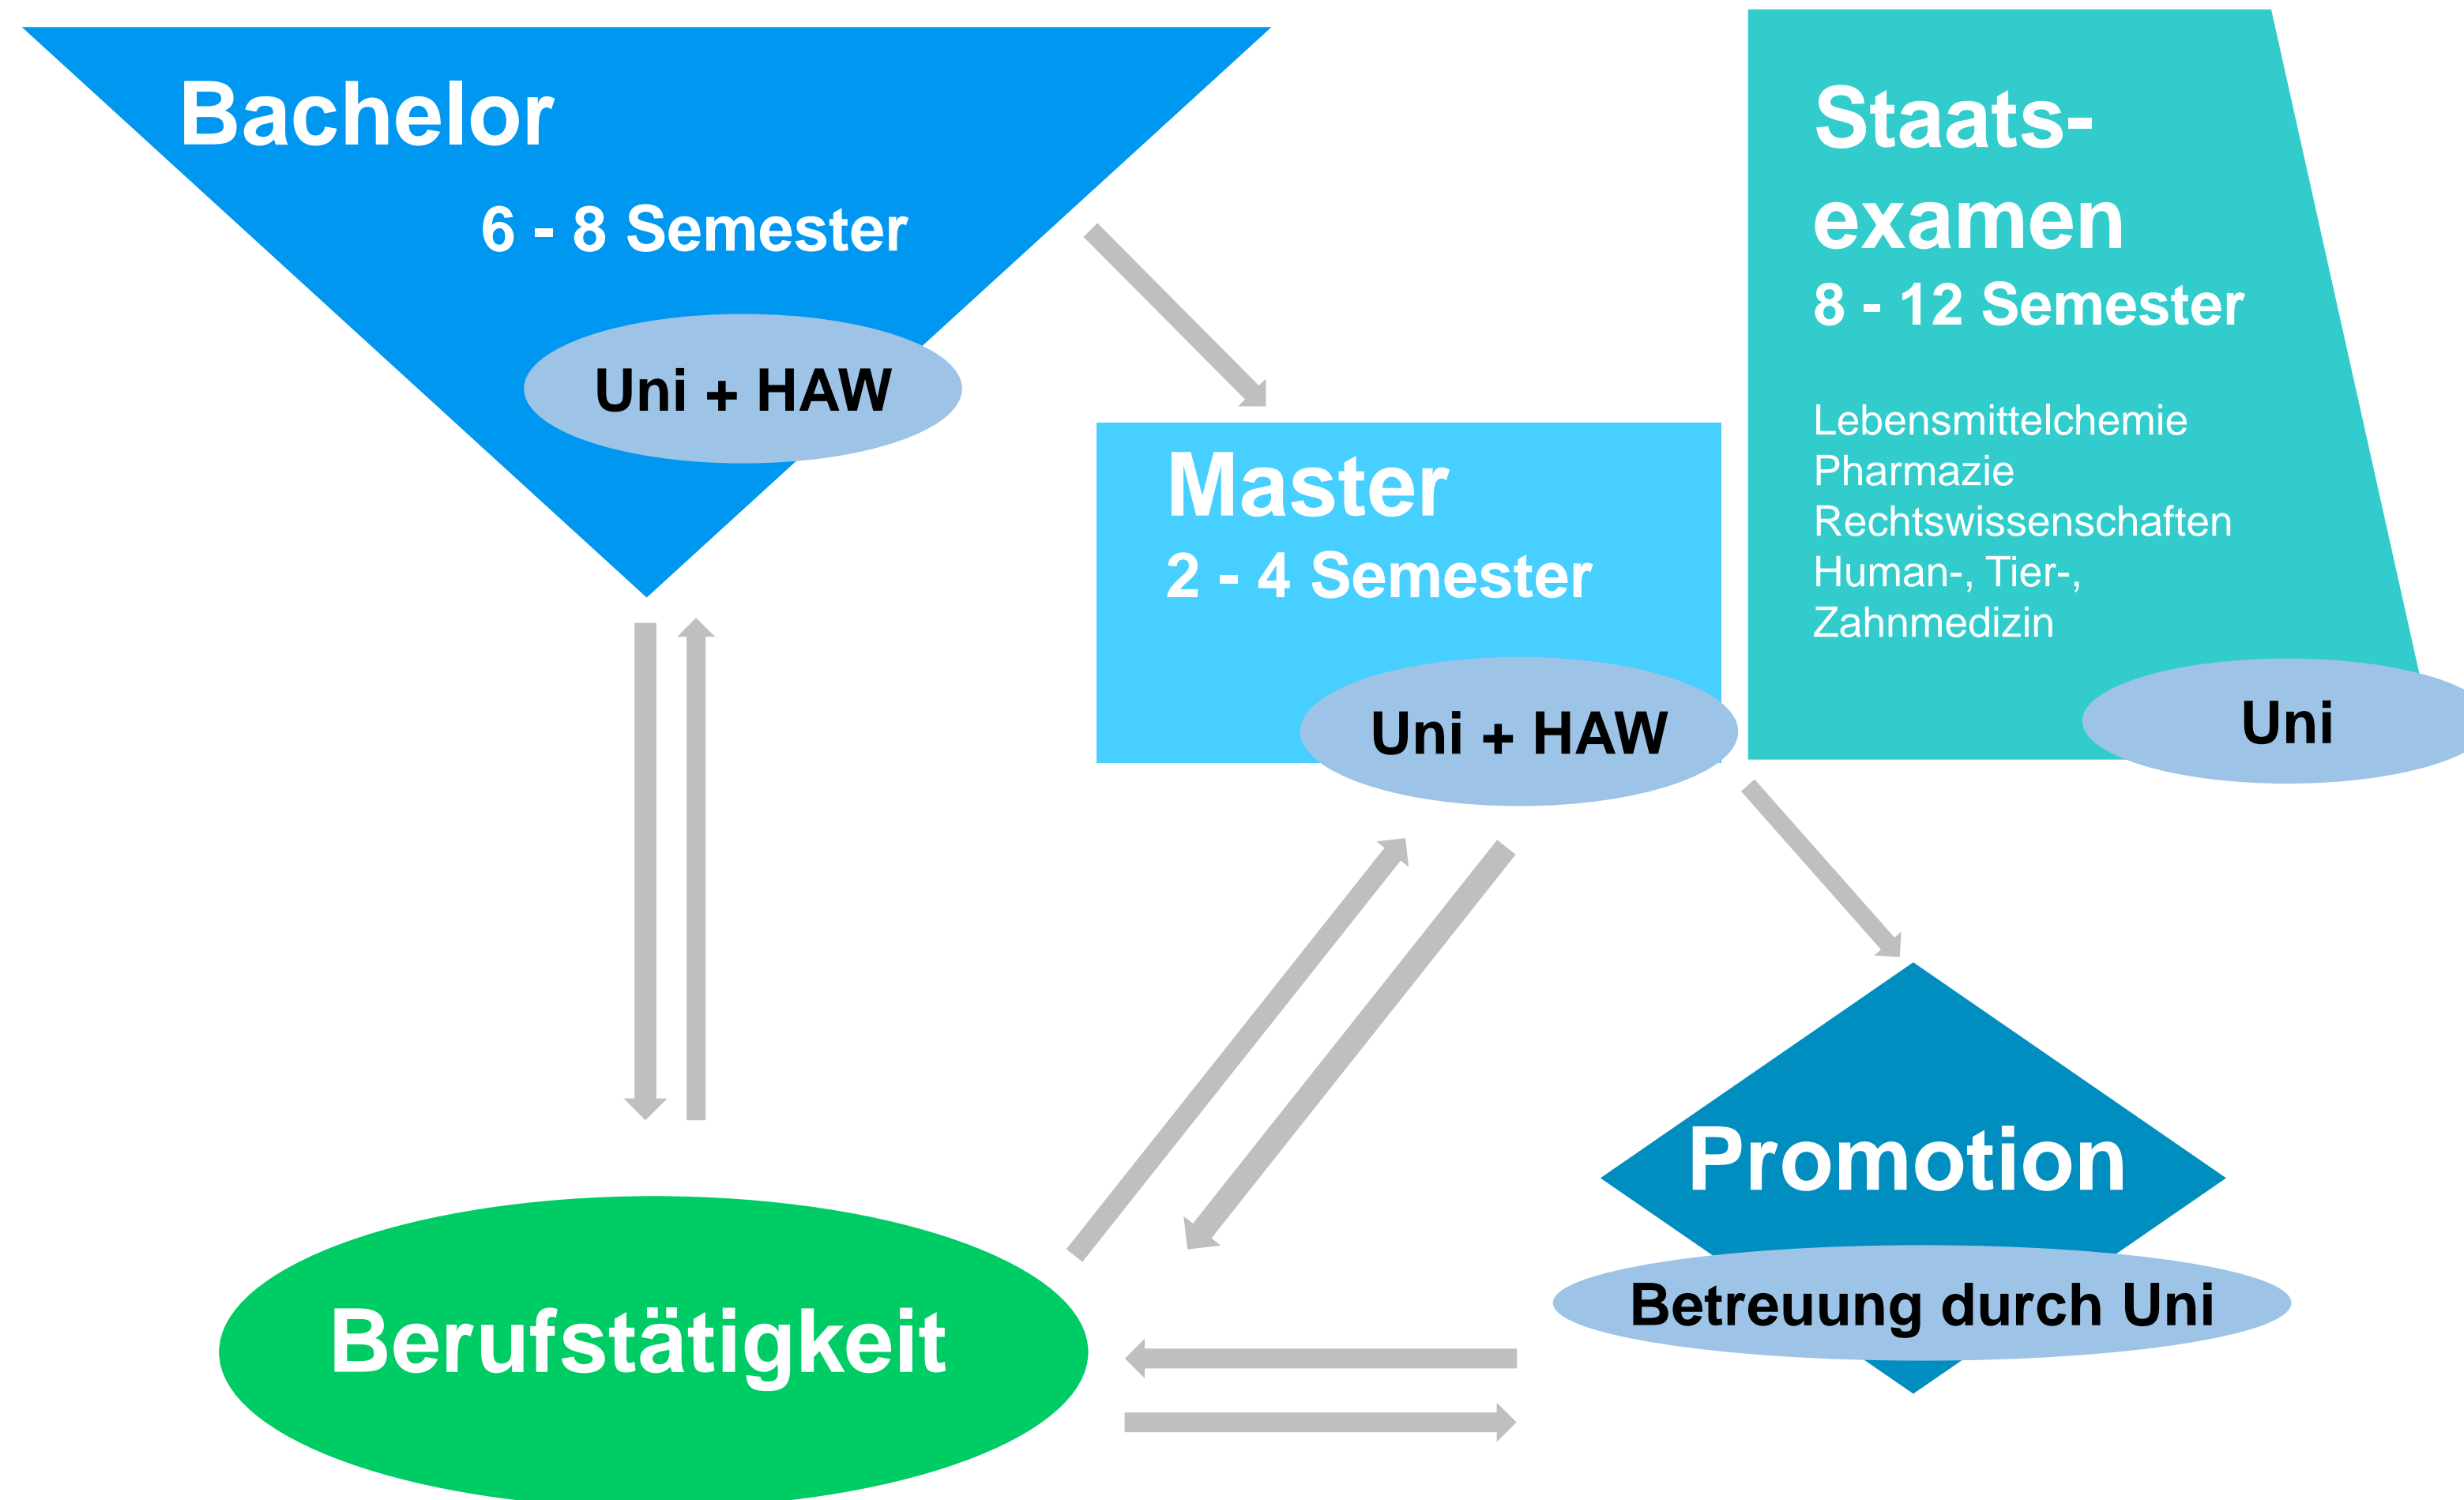 Bachelor
6 - 8 Semester
Uni + HAW
Master
2 - 4 Semester
Uni + HAW
Staats-
examen
8 - 12 Semester
Lebensmittelchemie
Pharmazie
Rechtswissenschaften
Human-, Tier-,
Zahnmedizin
Uni
Promotion
Betreuung durch Uni
Berufstätigkeit